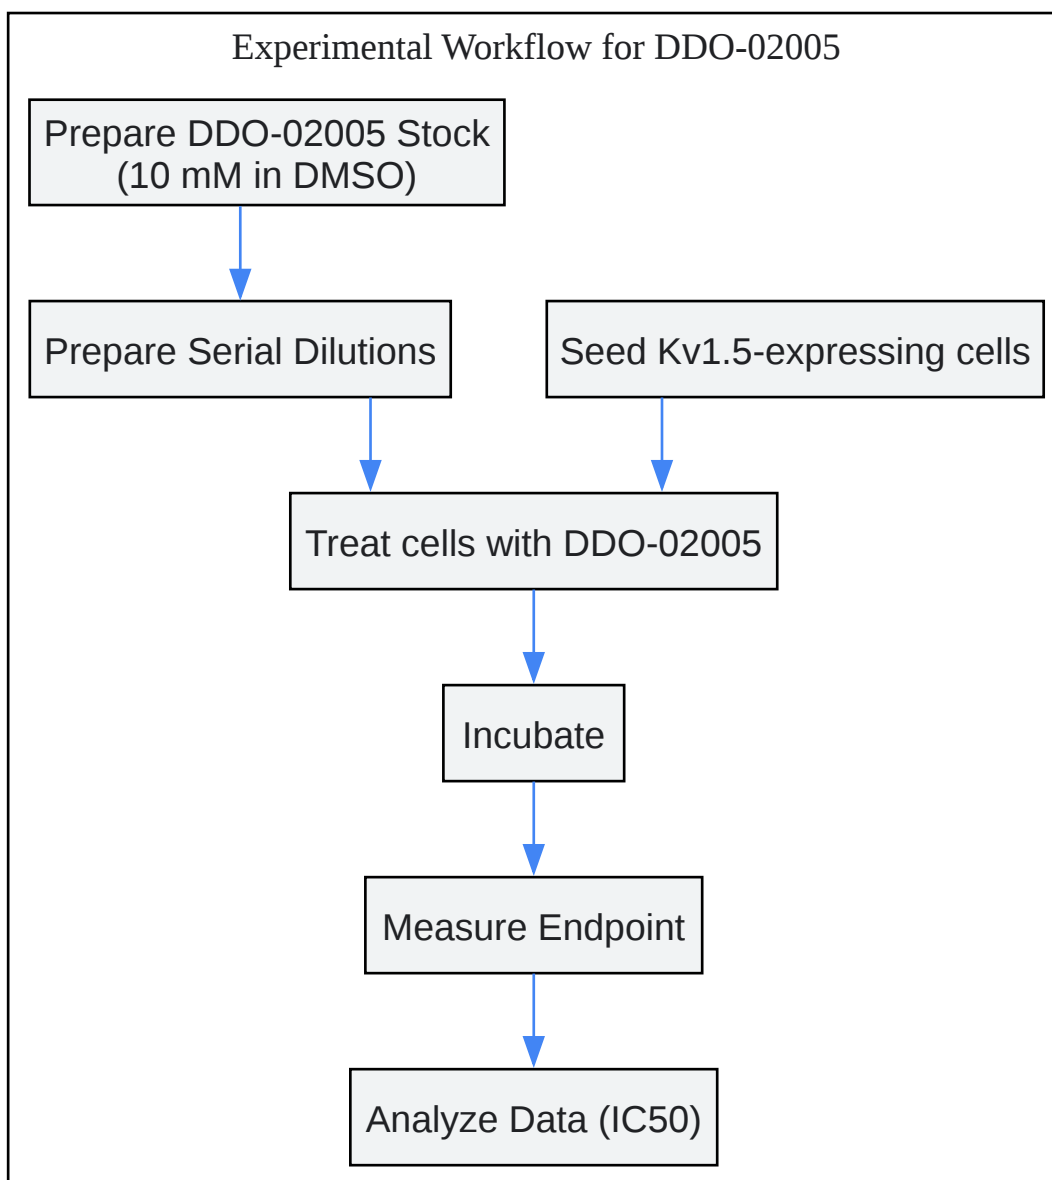 Experimental Workflow for DDO-02005
Prepare DDO-02005 Stock
(10 mM in DMSO)
Prepare Serial Dilutions
Seed Kv1.5-expressing cells
Treat cells with DDO-02005
Incubate
Measure Endpoint
Analyze Data (IC50)